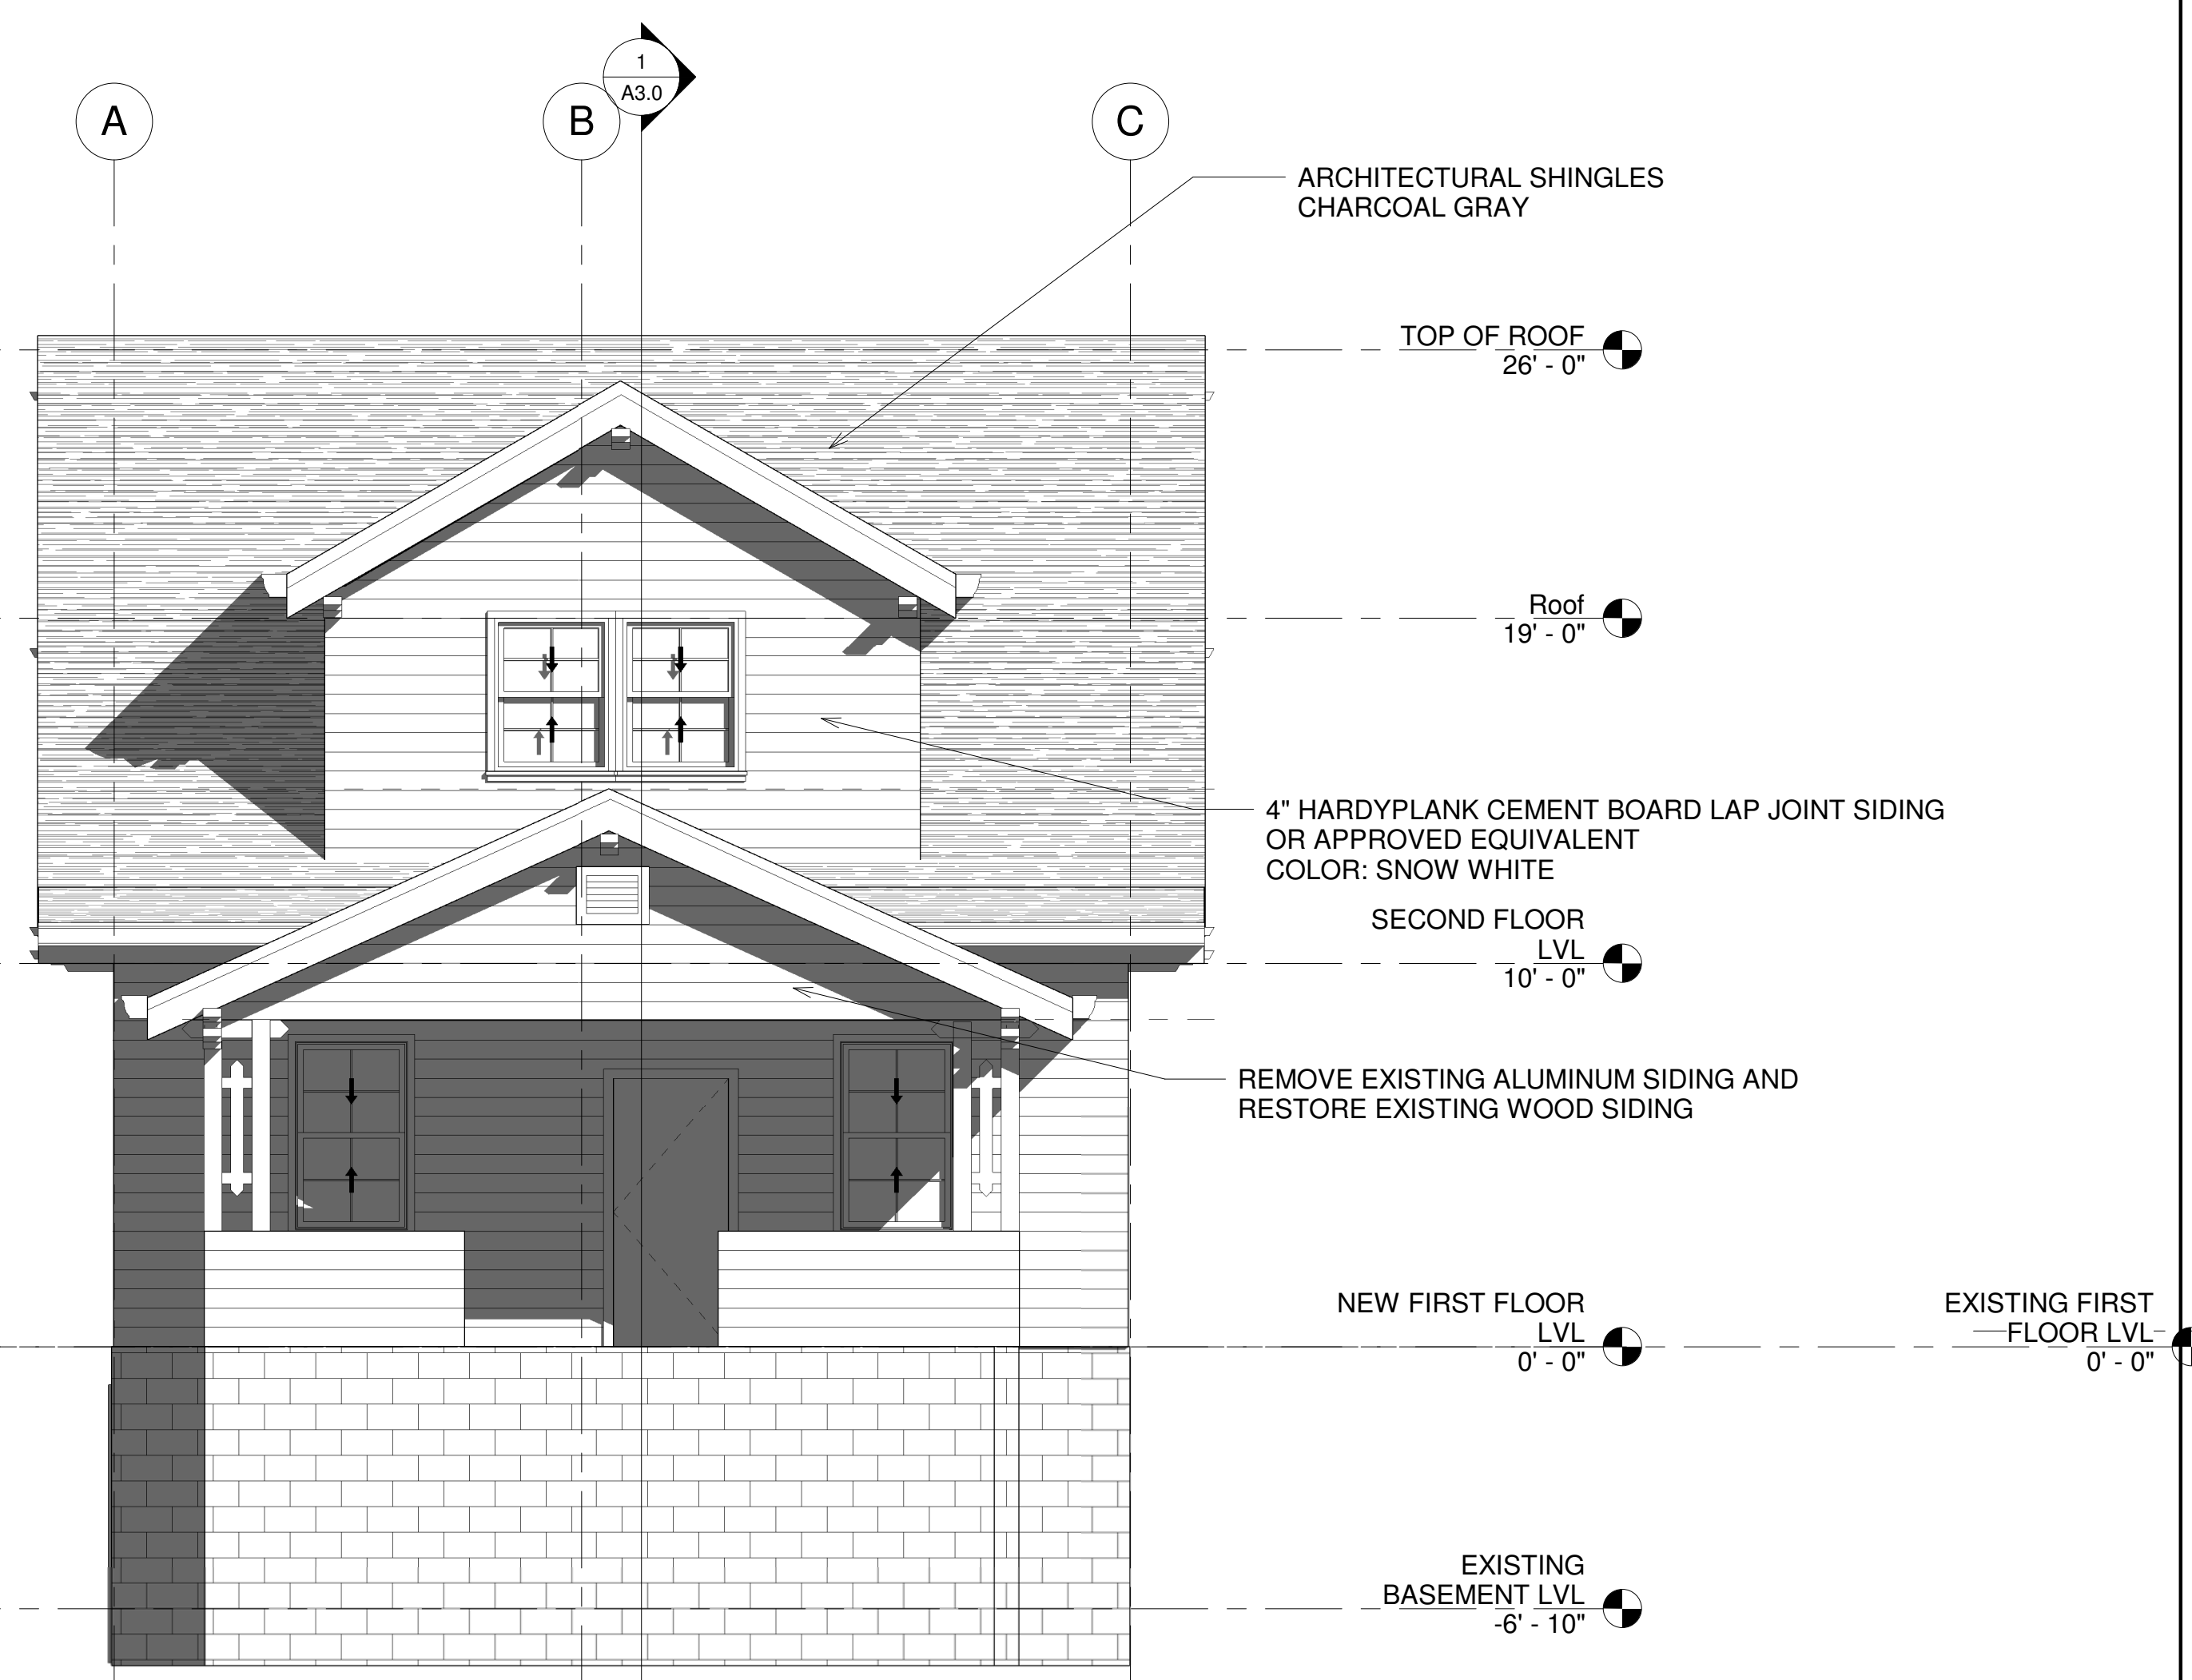 1
A3.0
A
B
C
ARCHITECTURAL SHINGLES
CHARCOAL GRAY
TOP OF ROOF
26' - 0"
Roof
19' - 0"
4" HARDYPLANK CEMENT BOARD LAP JOINT SIDING
OR APPROVED EQUIVALENT
COLOR: SNOW WHITE
SECOND FLOOR
LVL
10' - 0"
REMOVE EXISTING ALUMINUM SIDING AND
RESTORE EXISTING WOOD SIDING
NEW FIRST FLOOR
LVL
0' - 0"
EXISTING FIRST
FLOOR LVL
0' - 0"
EXISTING
BASEMENT LVL
-6' - 10"